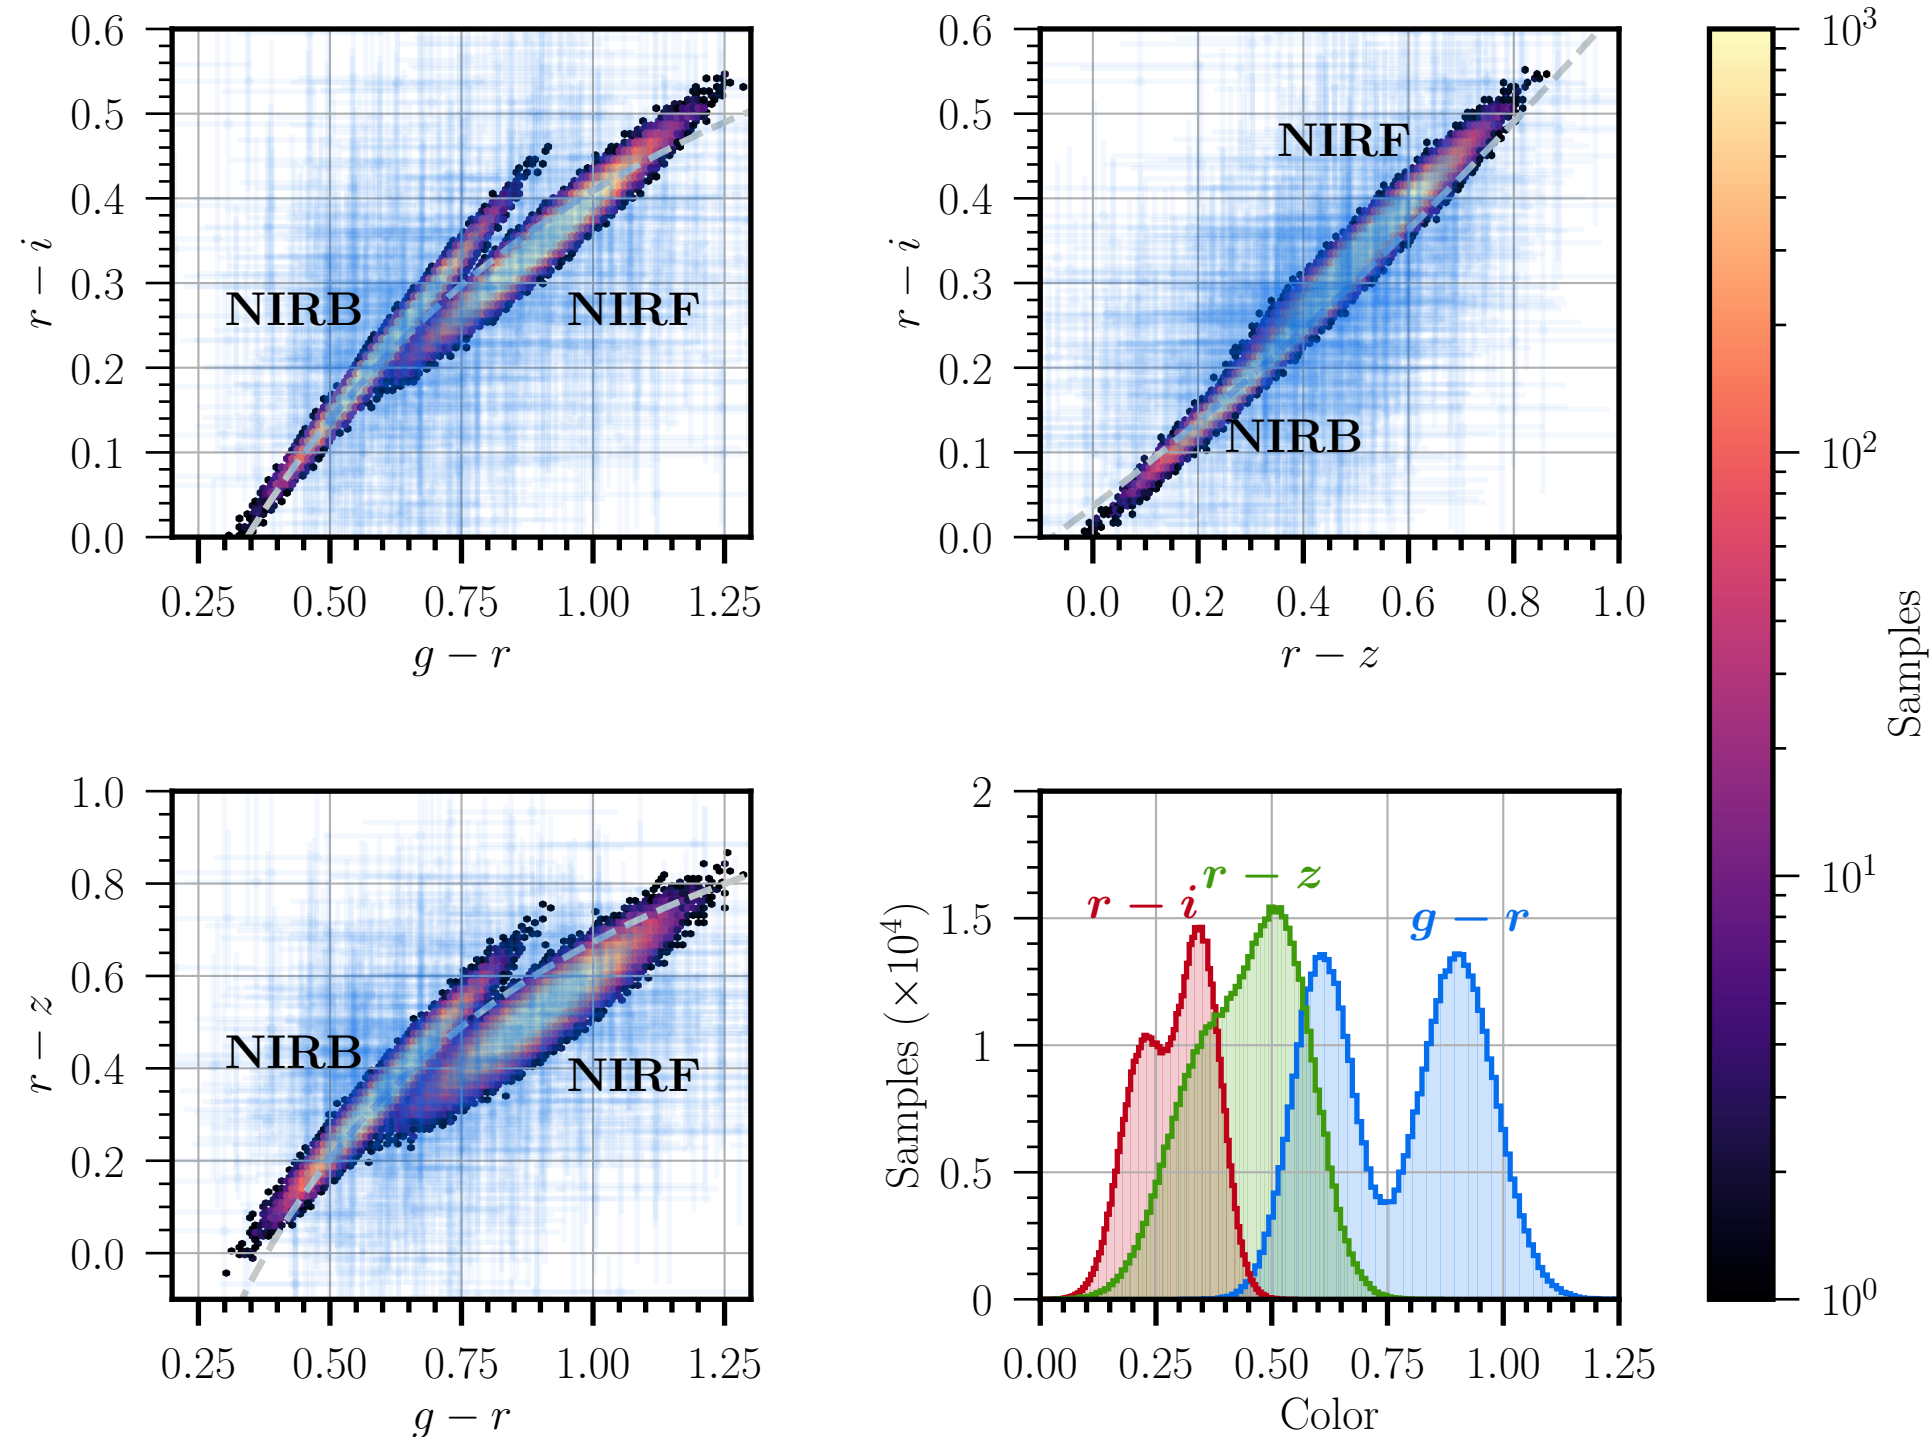 0.6
0.5
0.4
0.3
0.2
0.1
0.0
r − i
NIRB
NIRF
0.25 0.50 0.75 1.00 1.25
g − r
0.6
0.5
0.4
0.3
0.2
0.1
0.0
r − i
NIRF
NIRB
0.0 0.2 0.4 0.6 0.8 1.0
r − z
10³
10²
10¹
10⁰
Samples
1.0
0.8
0.6
0.4
0.2
0.0
r − z
NIRB
NIRF
0.25 0.50 0.75 1.00 1.25
g − r
2
1.5
1
0.5
0
Samples (×10⁴)
r − z
r − i
g − r
0.00 0.25 0.50 0.75 1.00 1.25
Color